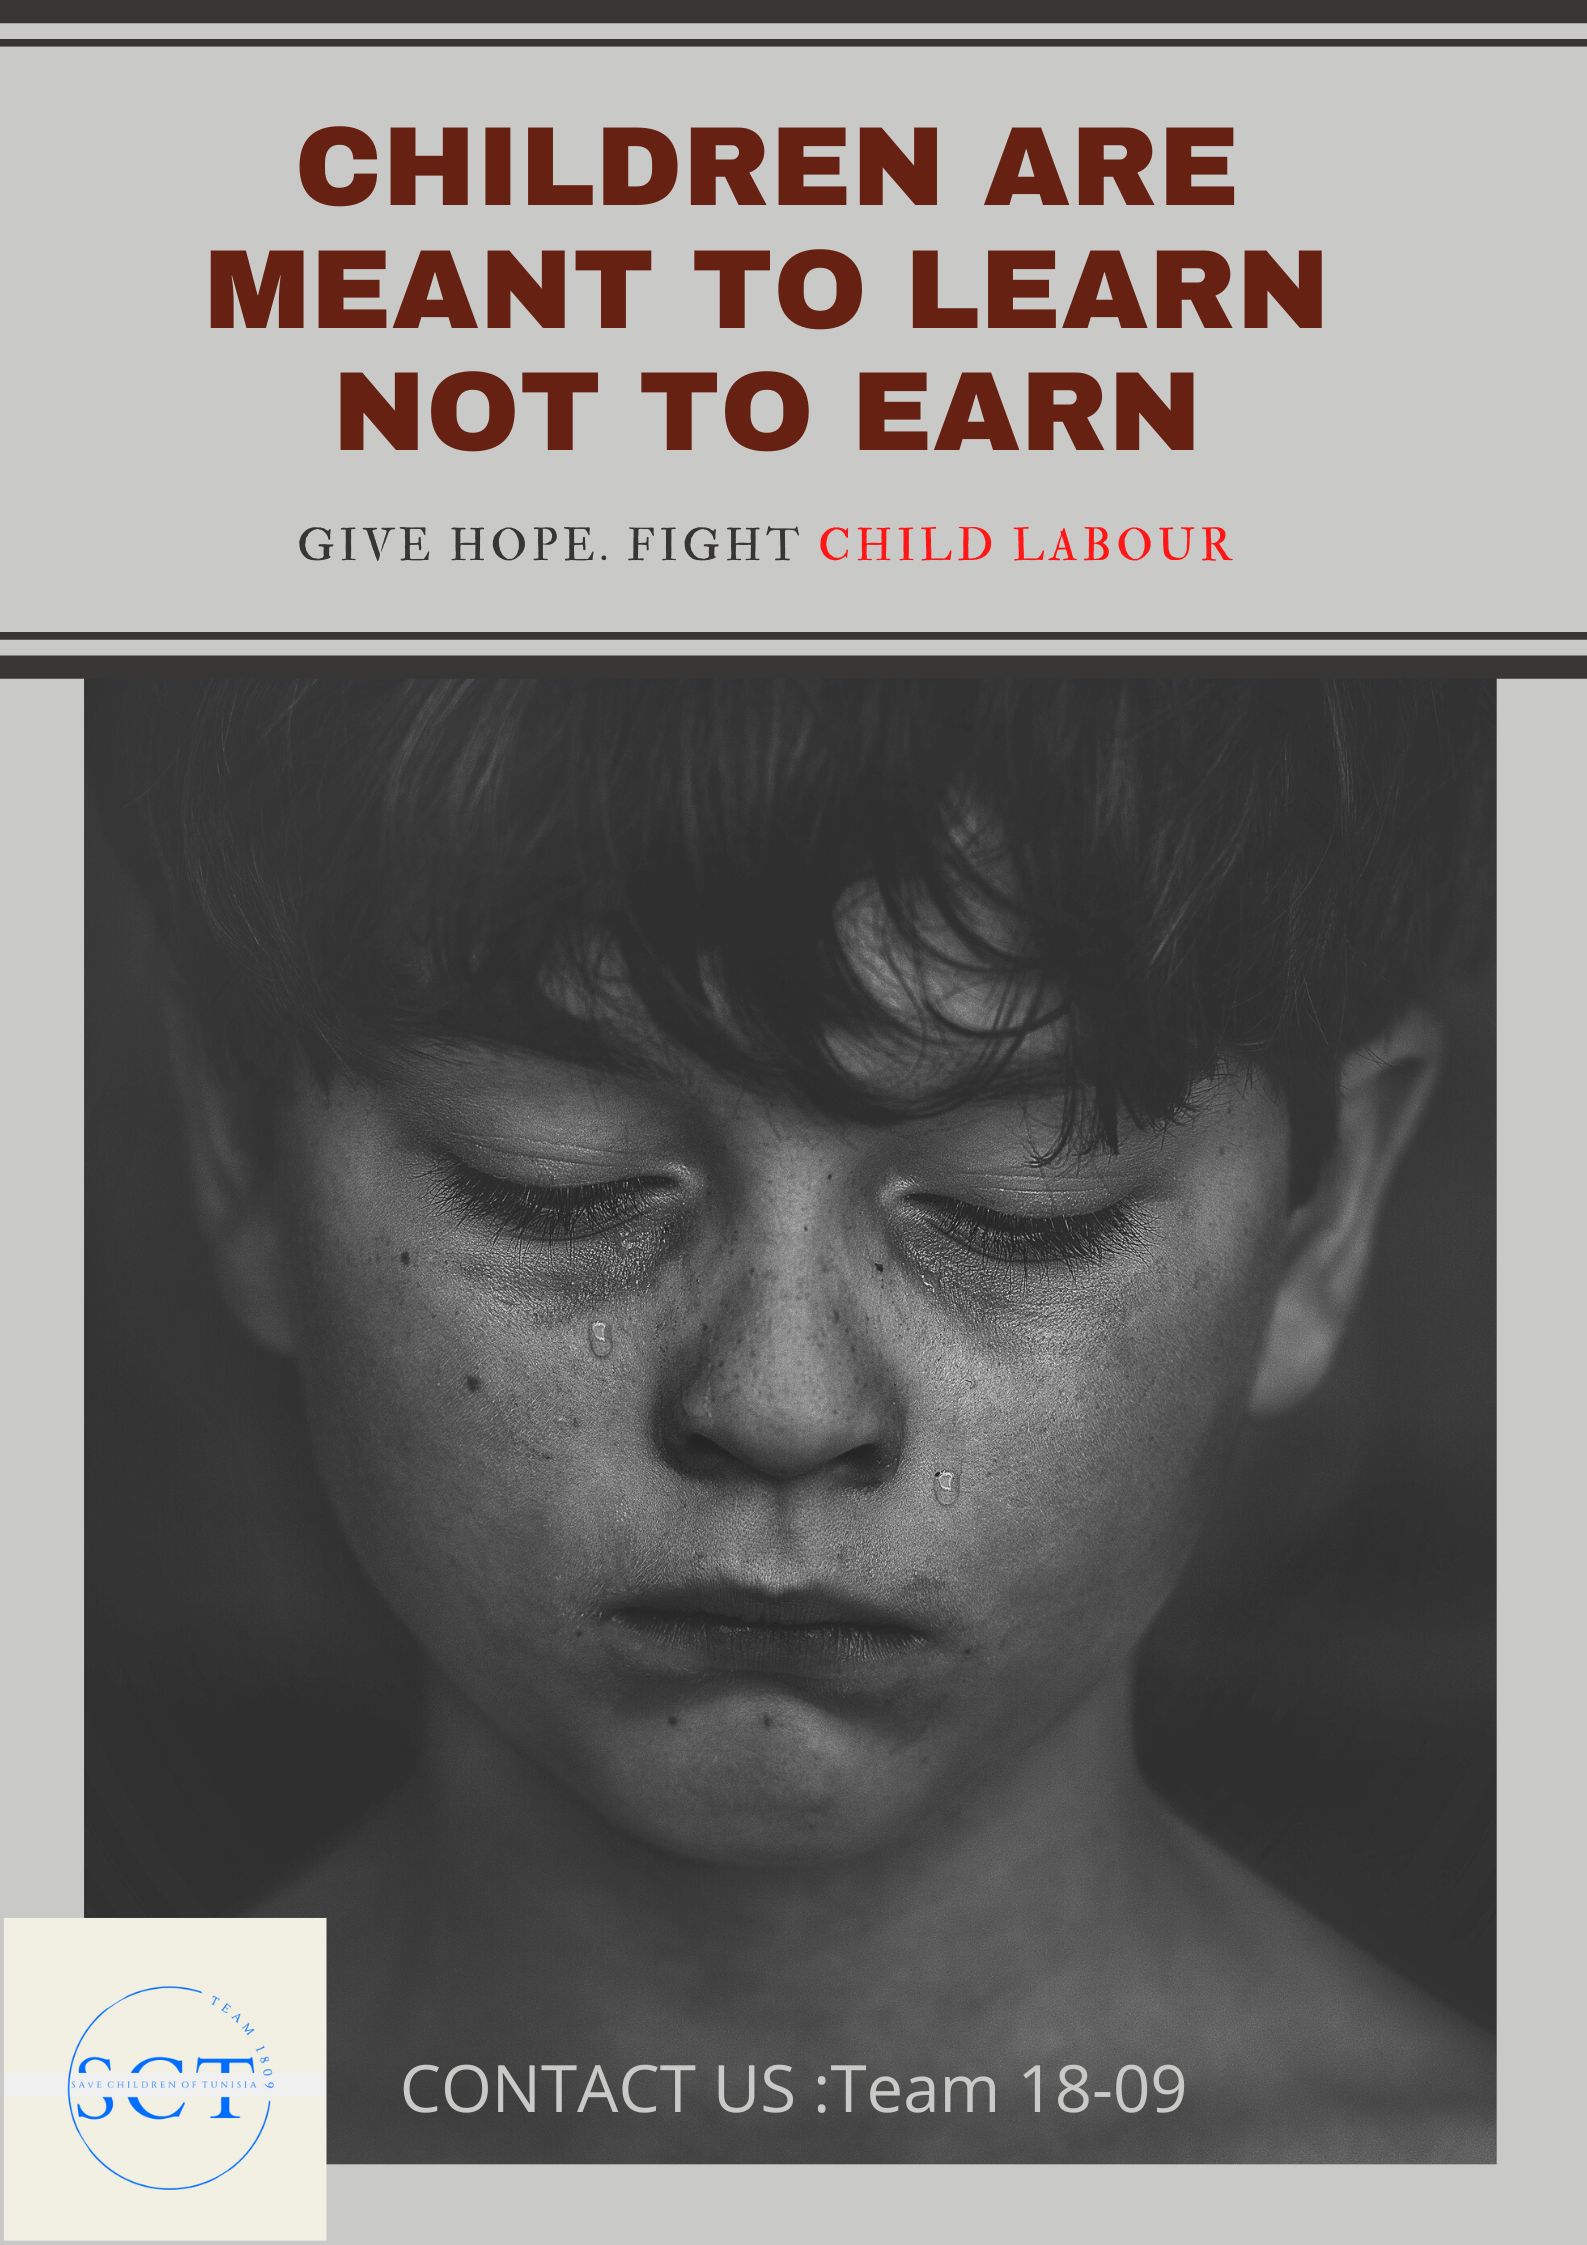 CHILDREN ARE
MEANT TO LEARN
NOT TO EARN
GIVE HOPE. FIGHT CHILD LABOUR
TEAM 1809
SCT
SAVE CHILDREN OF TUNISIA
CONTACT US :Team 18-09